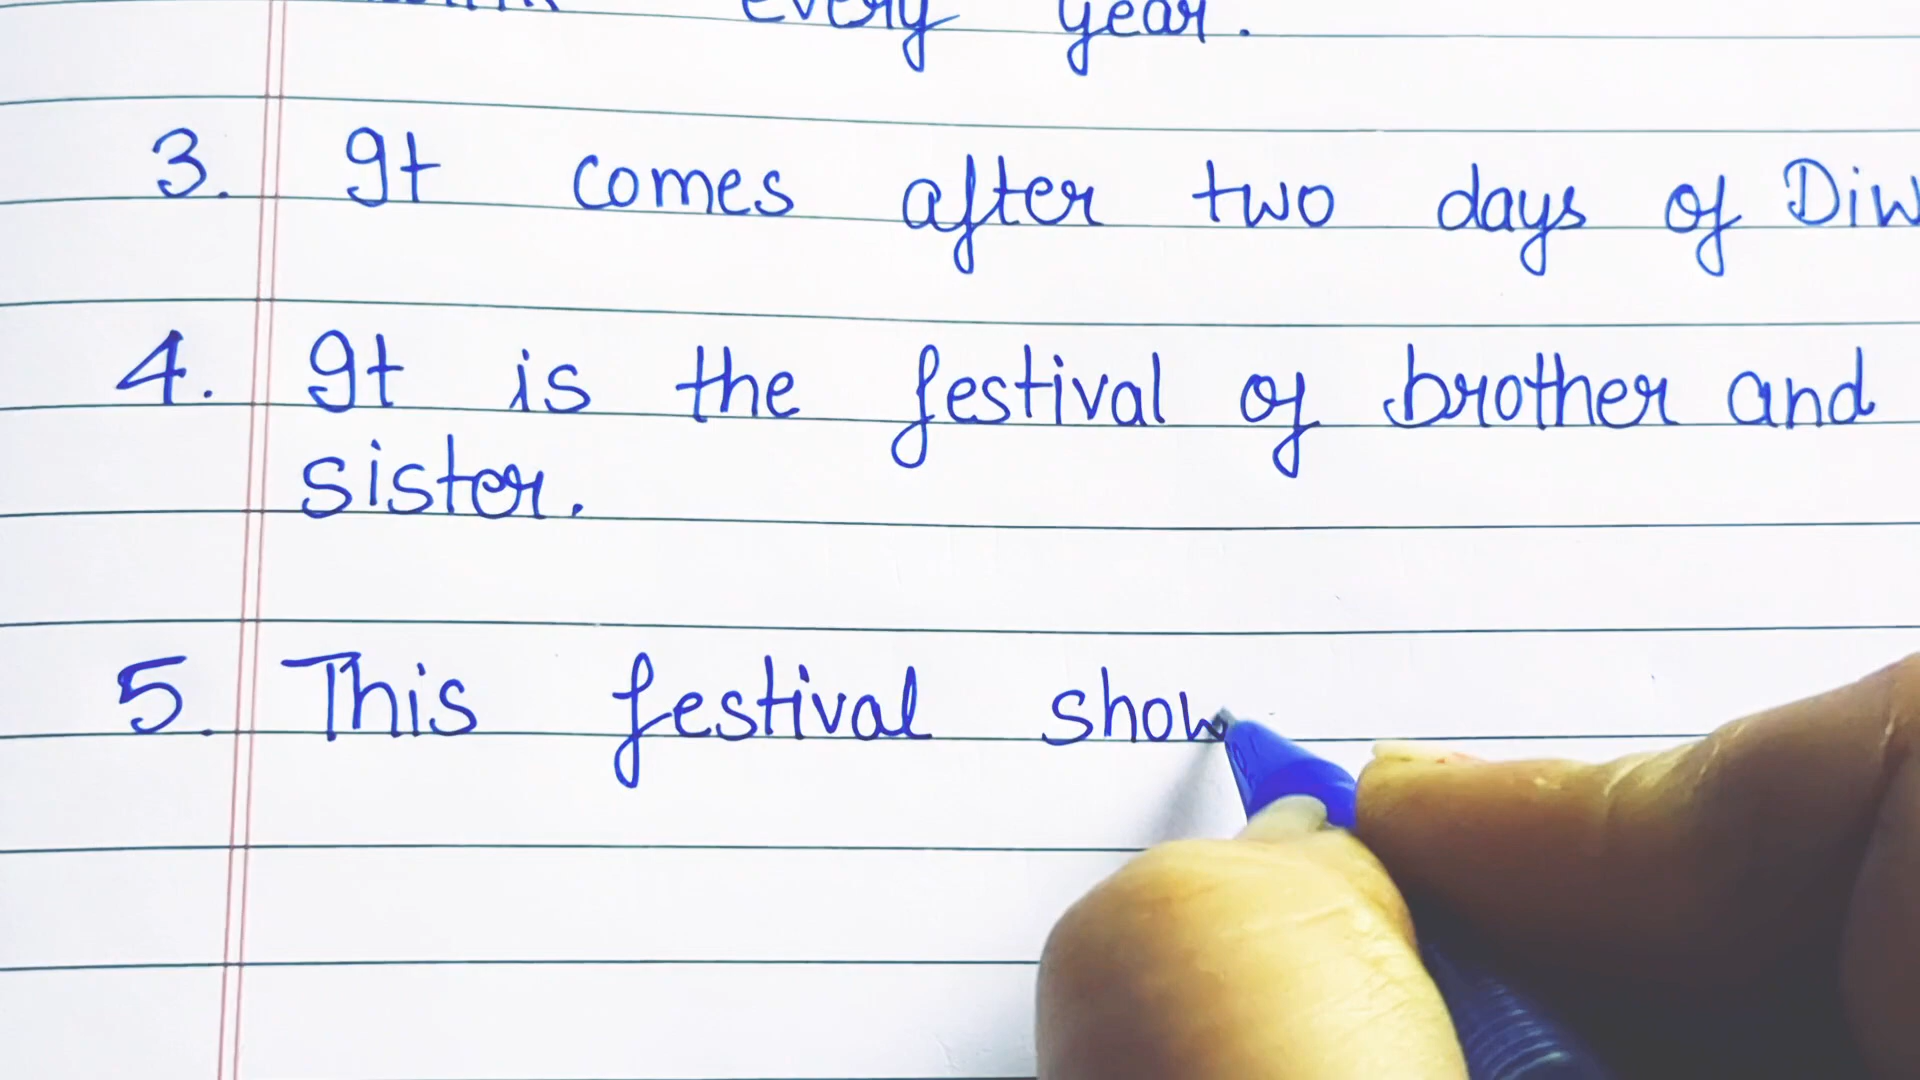 every year.
3. It comes after two days of Diw
4. It is the festival of brother and
sister.
5. This festival show